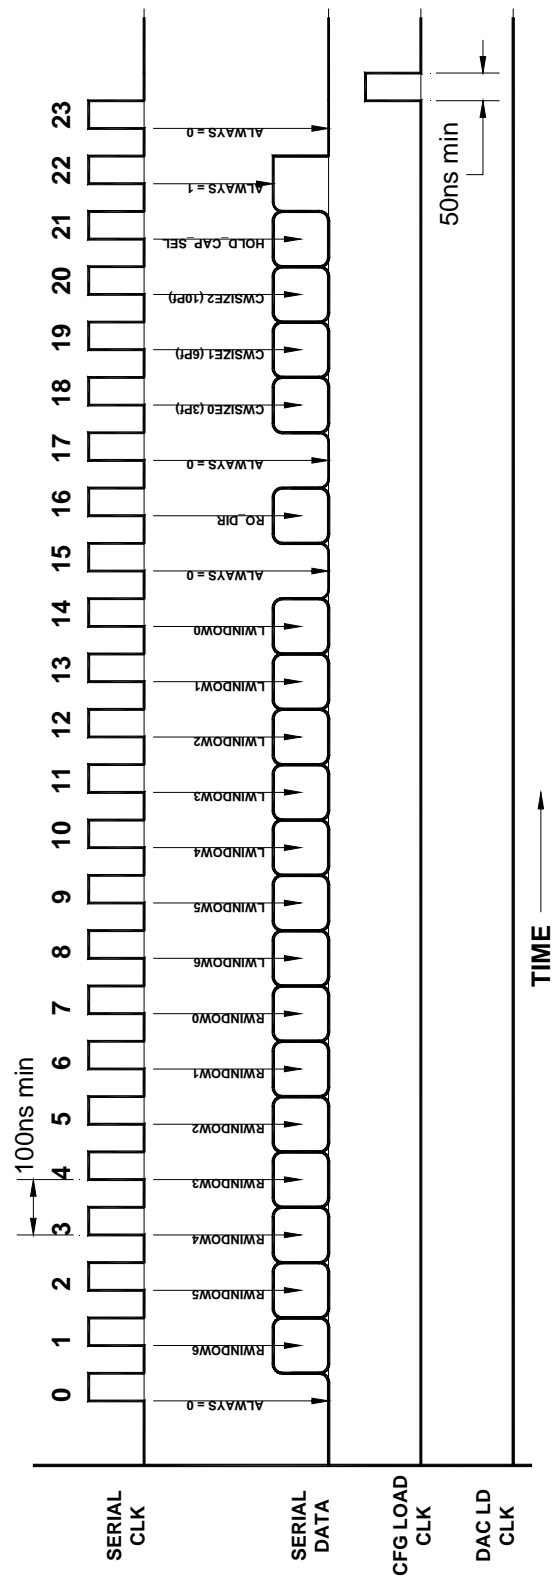 0 1 2 3 4 5 6 7 8 9 10 11 12 13 14 15 16 17 18 19 20 21 22 23
100ns min
SERIAL
CLK
ALWAYS = 0
RWINDOW6
RWINDOW5
RWINDOW4
RWINDOW3
RWINDOW2
RWINDOW1
RWINDOW0
LWINDOW6
LWINDOW5
LWINDOW4
LWINDOW3
LWINDOW2
LWINDOW1
LWINDOW0
ALWAYS = 0
RO_DIR
ALWAYS = 0
CWSIZE0 (3Pf)
CWSIZE1 (6Pf)
CWSIZE2 (10Pf)
HOLD_CAP_SEL
ALWAYS = 1
ALWAYS = 0
SERIAL
DATA
CFG LOAD
CLK
50ns min
DAC LD
CLK
TIME